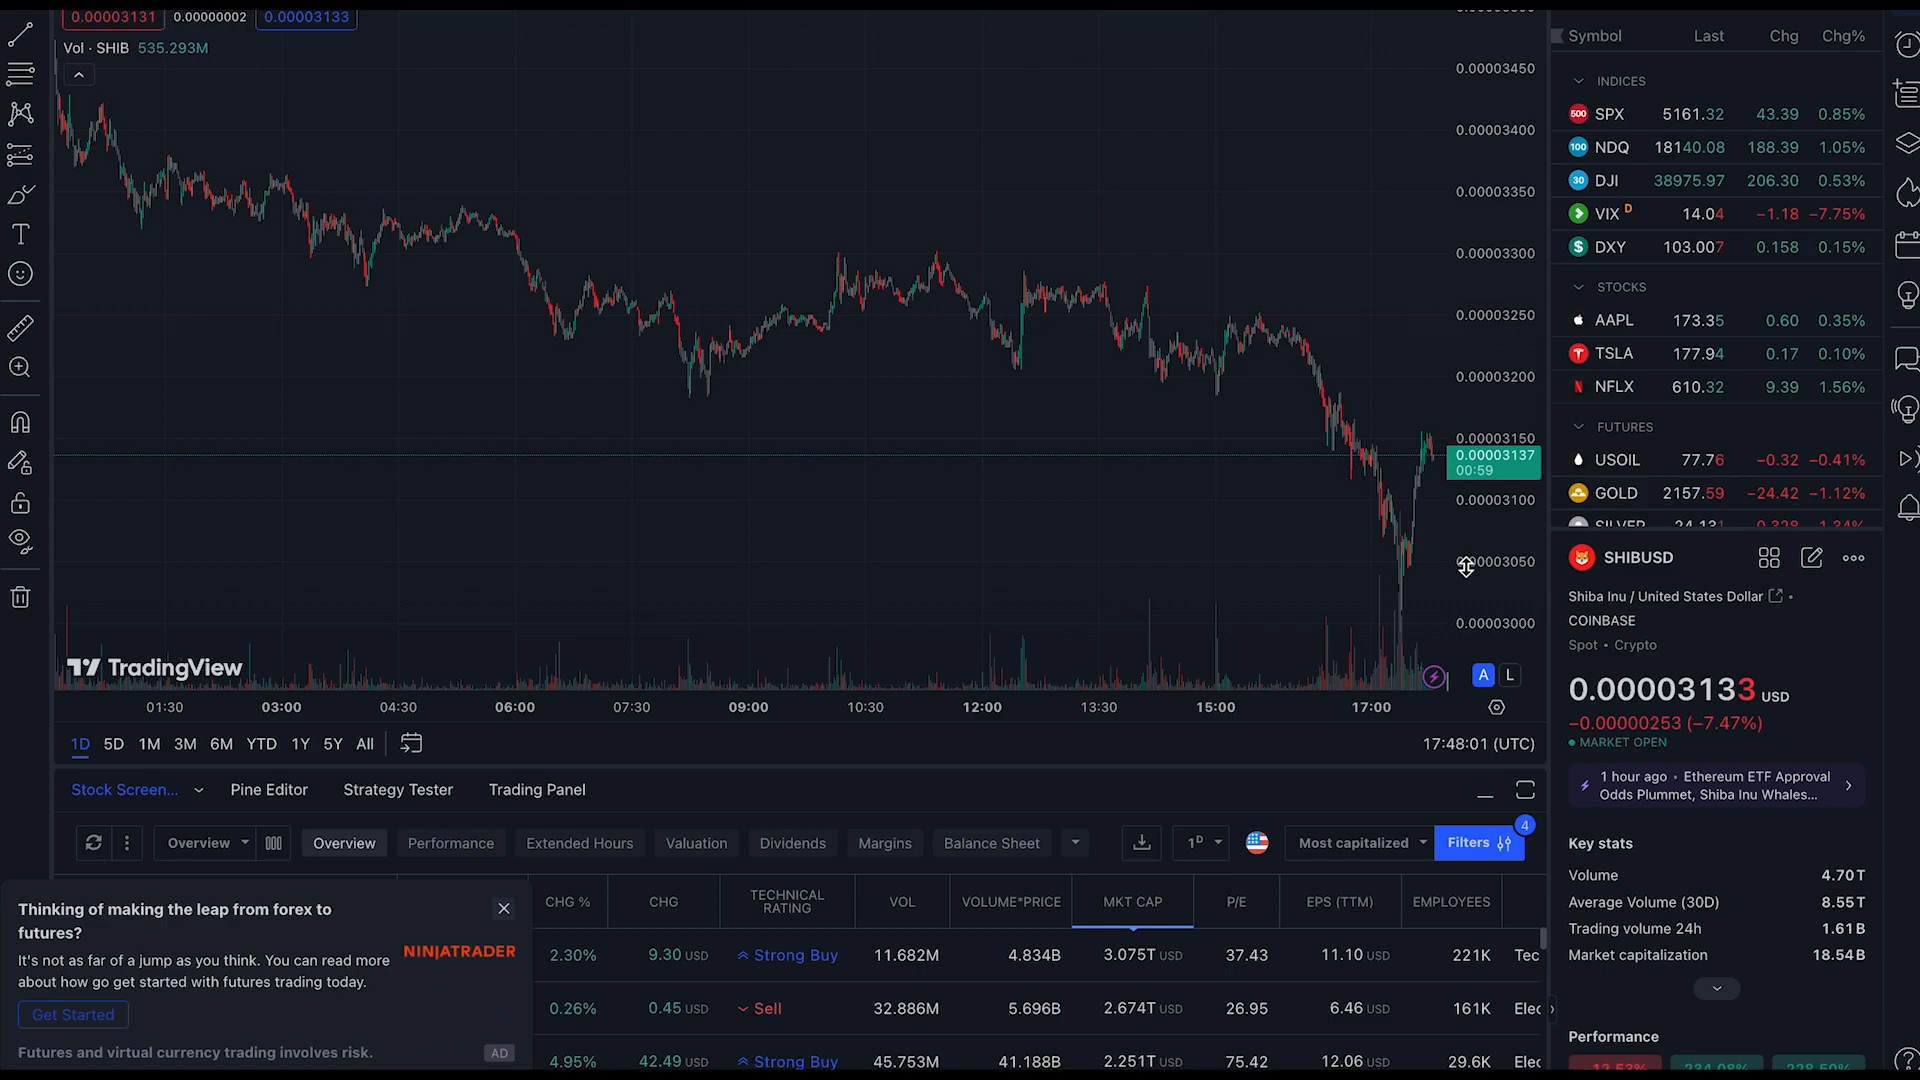 0.00003131 0.00000002 0.00003133
Vol · SHIB 535.293M
0.00003450
0.00003400
0.00003350
0.00003300
0.00003250
0.00003200
0.00003150
0.00003137
00:59
0.00003100
0.00003050
0.00003000
TradingView
A L
01:30 03:00 04:30 06:00 07:30 09:00 10:30 12:00 13:30 15:00 17:00
1D 5D 1M 3M 6M YTD 1Y 5Y All
17:48:01 (UTC)
Symbol Last Chg Chg%
INDICES
500 SPX 5161.32 43.39 0.85%
100 NDQ 18140.08 188.39 1.05%
30 DJI 38975.97 206.30 0.53%
VIX D 14.04 −1.18 −7.75%
$ DXY 103.007 0.158 0.15%
STOCKS
AAPL 173.35 0.60 0.35%
TSLA 177.94 0.17 0.10%
NFLX 610.32 9.39 1.56%
FUTURES
USOIL 77.76 −0.32 −0.41%
GOLD 2157.59 −24.42 −1.12%
SILVER 24.131
SHIBUSD
Shiba Inu / United States Dollar •
COINBASE
Spot • Crypto
0.00003133 USD
−0.00000253 (−7.47%)
MARKET OPEN
1 hour ago • Ethereum ETF Approval
Odds Plummet, Shiba Inu Whales...
Key stats
Volume 4.70T
Average Volume (30D) 8.55T
Trading volume 24h 1.61B
Market capitalization 18.54B
Performance
Stock Screen... Pine Editor Strategy Tester Trading Panel
Overview Overview Performance Extended Hours Valuation Dividends Margins Balance Sheet 1D Most capitalized Filters 4
CHG % CHG TECHNICAL RATING VOL VOLUME*PRICE MKT CAP P/E EPS (TTM) EMPLOYEES
2.30% 9.30 USD Strong Buy 11.682M 4.834B 3.075T USD 37.43 11.10 USD 221K Tec
0.26% 0.45 USD Sell 32.886M 5.696B 2.674T USD 26.95 6.46 USD 161K Elec
4.95% 42.49 USD Strong Buy 45.753M 41.188B 2.251T USD 75.42 12.06 USD 29.6K Elec
Thinking of making the leap from forex to
futures?
NINJATRADER
It's not as far of a jump as you think. You can read more
about how go get started with futures trading today.
Get Started
Futures and virtual currency trading involves risk.
AD